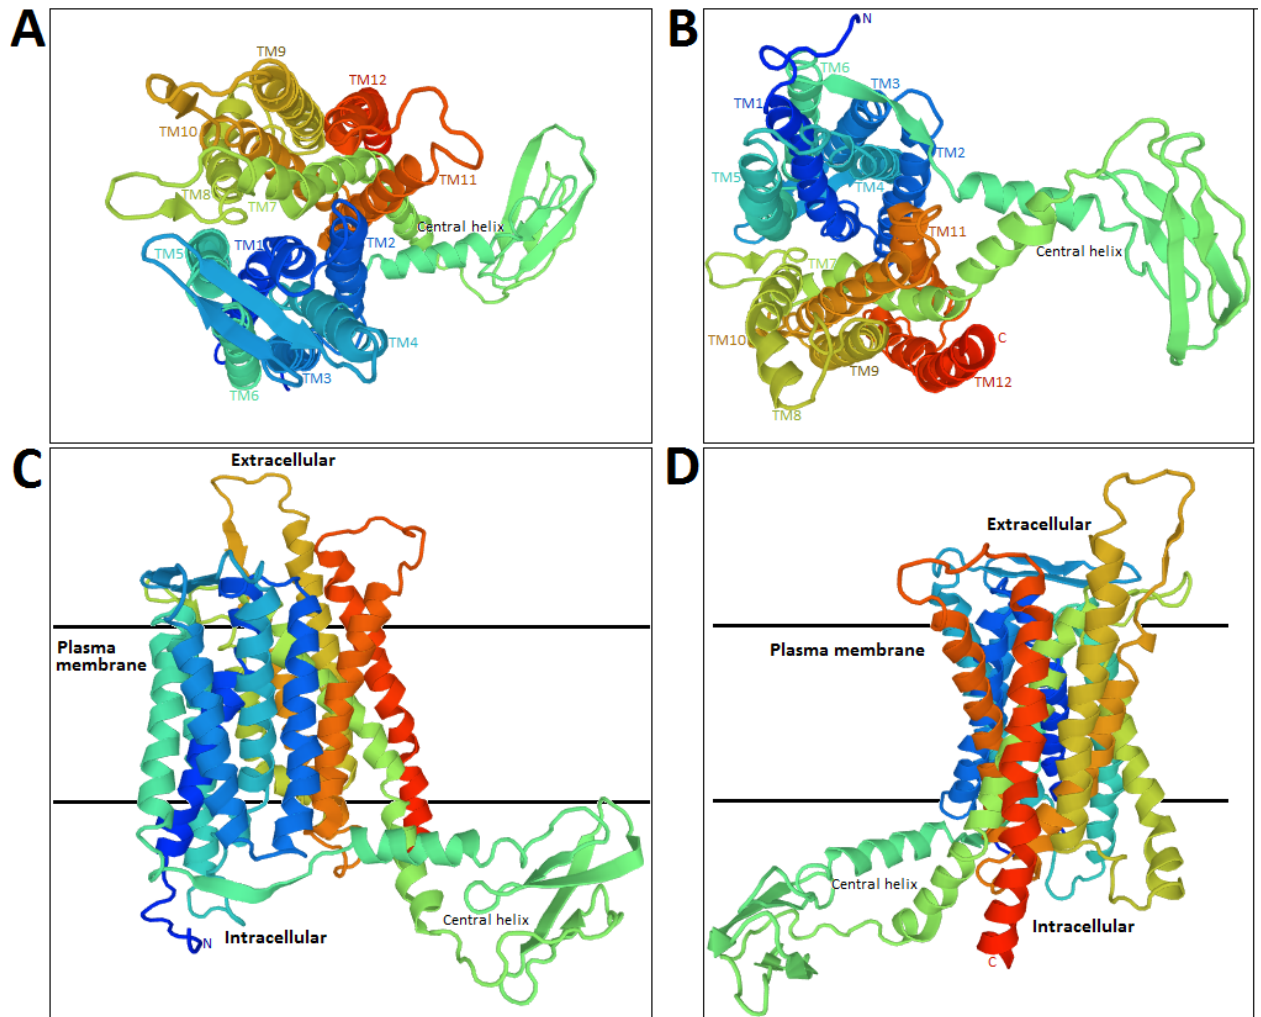 A
TM9
TM12
TM10
TM8
TM7
TM11
Central helix
TM5
TM1
TM2
TM4
TM3
TM6
B
N
TM6
TM3
TM1
TM2
TM5
TM4
TM11
Central helix
TM7
TM10
TM9
C
TM12
TM8
C
Extracellular
Plasma
membrane
Central helix
N
Intracellular
D
Extracellular
Plasma membrane
Central helix
Intracellular
C